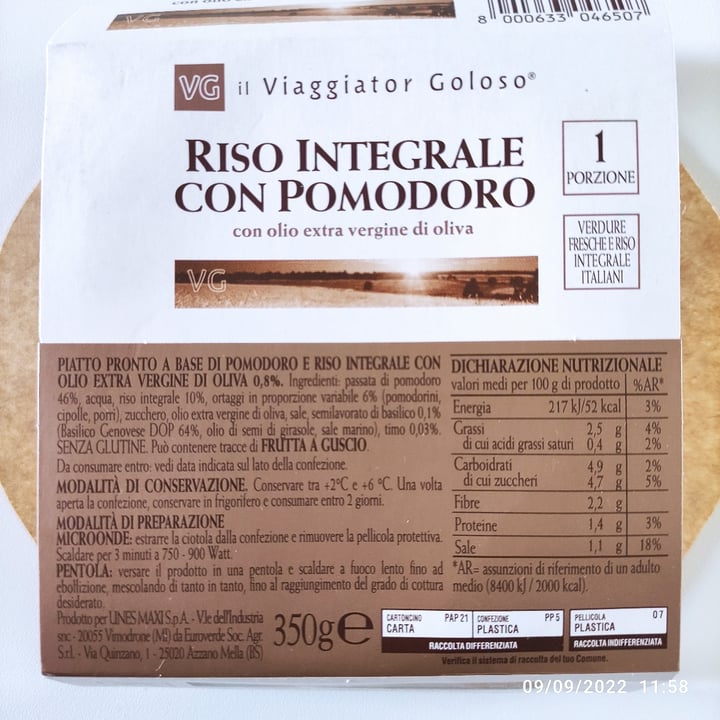 8 000633 046507
VG
VG il Viaggiator Goloso®
RISO INTEGRALE
CON POMODORO
con olio extra vergine di oliva
1
PORZIONE
VERDURE
FRESCHE E RISO
INTEGRALE
ITALIANI
VG
PIATTO PRONTO A BASE DI POMODORO E RISO INTEGRALE CON
OLIO EXTRA VERGINE DI OLIVA 0,8%. Ingredienti: passata di pomodoro
46%, acqua, riso integrale 10%, ortaggi in proporzione variabile 6% (pomodorini,
cipolle, porri), zucchero, olio extra vergine di oliva, sale, semilavorato di basilico 0,1%
(Basilico Genovese DOP 64%, olio di semi di girasole, sale marino), timo 0,03%.
SENZA GLUTINE. Può contenere tracce di FRUTTA A GUSCIO.
Da consumare entro: vedi data indicata sul lato della confezione.
MODALITÀ DI CONSERVAZIONE. Conservare tra +2°C e +6 °C. Una volta
aperta la confezione, conservare in frigorifero e consumare entro 2 giorni.
MODALITÀ DI PREPARAZIONE
MICROONDE: estrarre la ciotola dalla confezione e rimuovere la pellicola protettiva.
Scaldare per 3 minuti a 750 - 900 Watt.
PENTOLA: versare il prodotto in una pentola e scaldare a fuoco lento fino ad
ebollizione, mescolando di tanto in tanto, fino al raggiungimento del grado di cottura
desiderato.
Prodotto per UNES MAXI S.p.A. - V.le dell'Industria
snc - 20055 Vimodrone (MI) da Euroverde Soc. Agr.
S.r.l. - Via Quinzano, 1 - 25020 Azzano Mella (BS)
350g e
DICHIARAZIONE NUTRIZIONALE
valori medi per 100 g di prodotto %AR*
Energia 217 kJ/52 kcal 3%
Grassi 2,5 g 4%
di cui acidi grassi saturi 0,4 g 2%
Carboidrati 4,9 g 2%
di cui zuccheri 4,7 g 5%
Fibre 2,2 g
Proteine 1,4 g 3%
Sale 1,1 g 18%
*AR= assunzioni di riferimento di un adulto
medio (8400 kJ / 2000 kcal).
CARTONCINO PAP 21
CARTA
CONFEZIONE PP 5
PLASTICA
RACCOLTA DIFFERENZIATA
PELLICOLA 07
PLASTICA
RACCOLTA INDIFFERENZIATA
Verifica il sistema di raccolta del tuo Comune.
09/09/2022 11:58